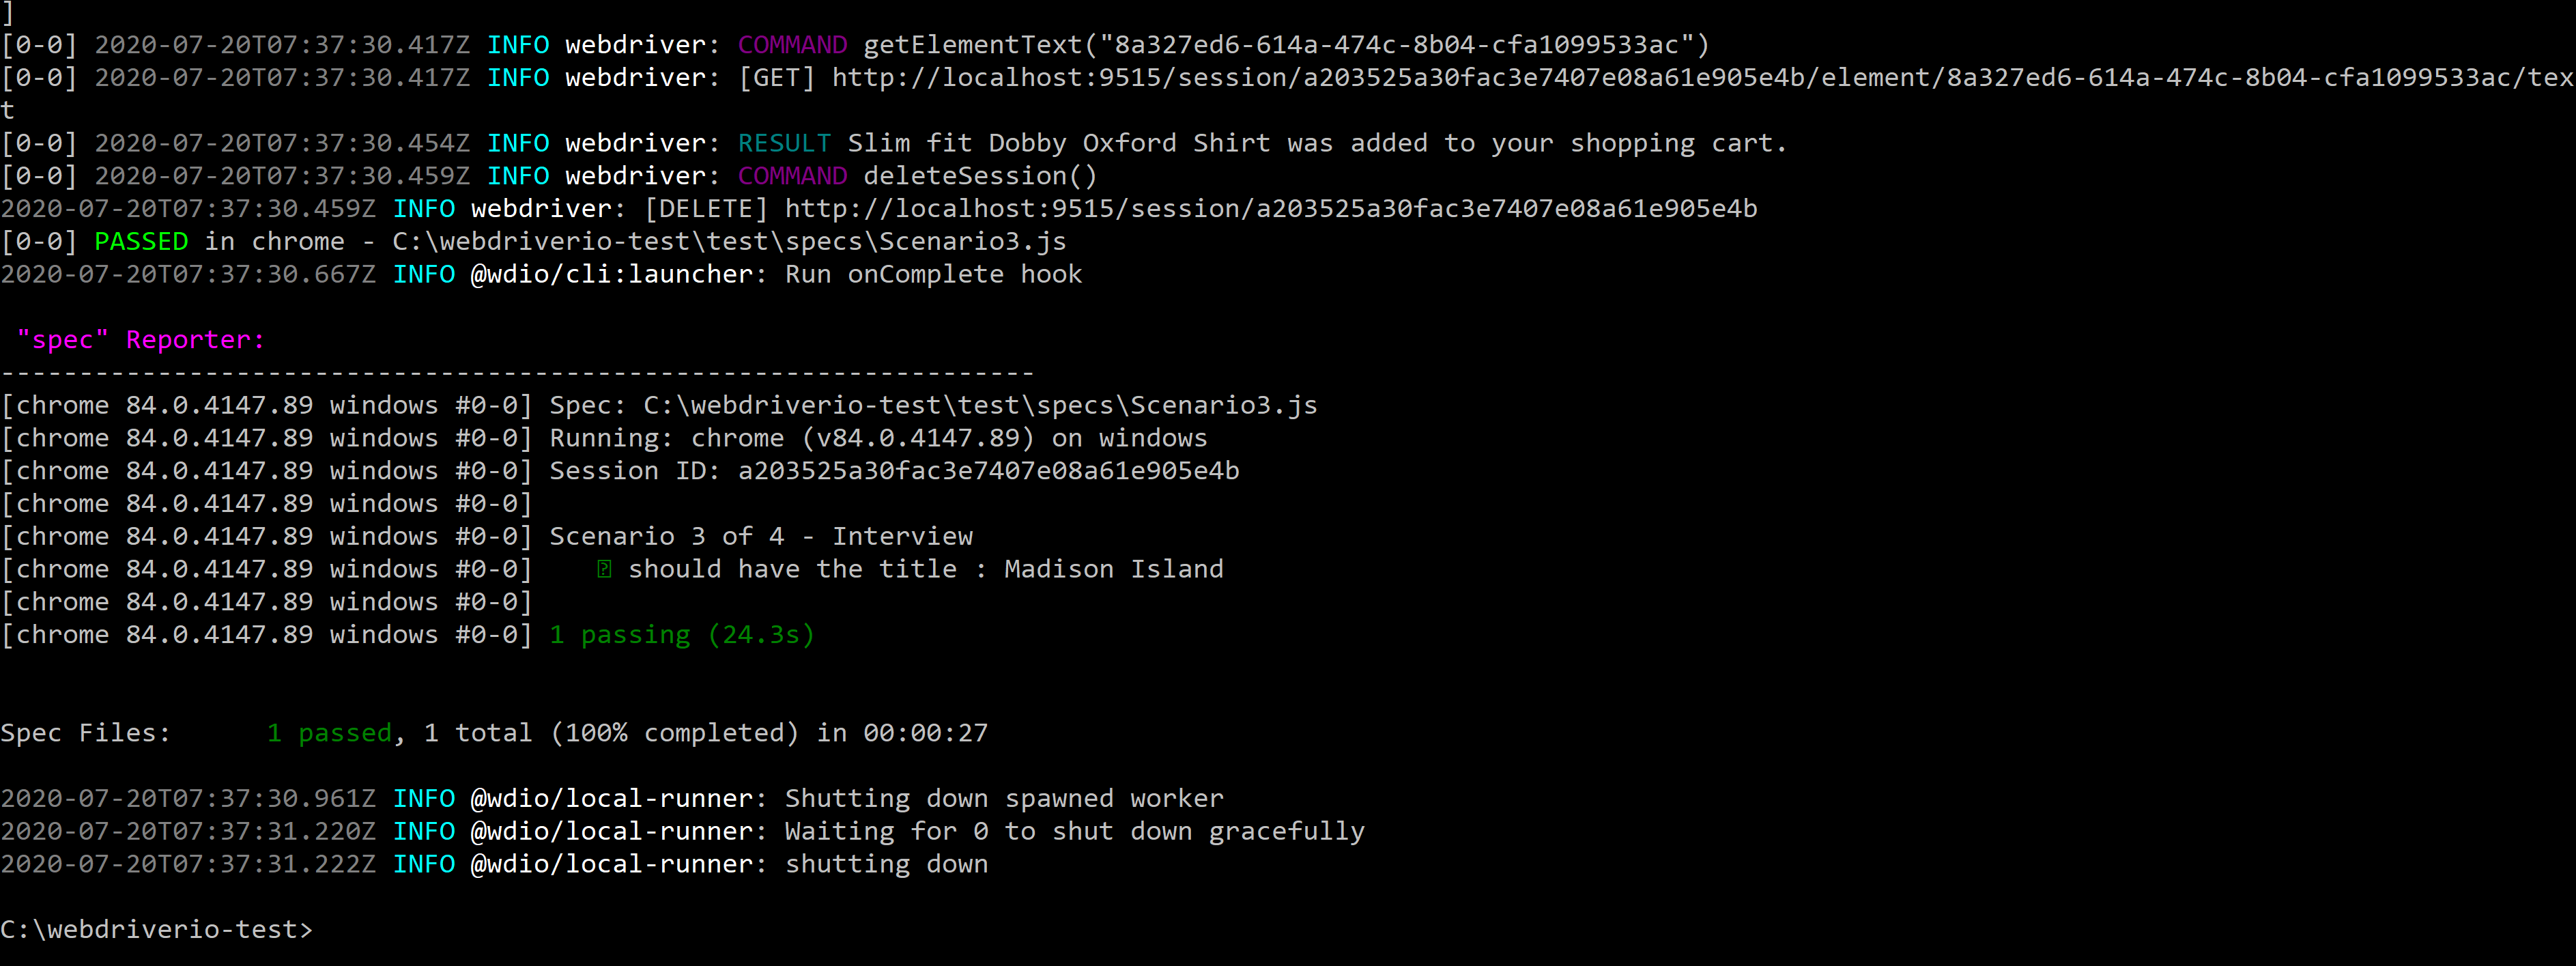 ]
[0-0] 2020-07-20T07:37:30.417Z INFO webdriver: COMMAND getElementText("8a327ed6-614a-474c-8b04-cfa1099533ac")
[0-0] 2020-07-20T07:37:30.417Z INFO webdriver: [GET] http://localhost:9515/session/a203525a30fac3e7407e08a61e905e4b/element/8a327ed6-614a-474c-8b04-cfa1099533ac/tex
t
[0-0] 2020-07-20T07:37:30.454Z INFO webdriver: RESULT Slim fit Dobby Oxford Shirt was added to your shopping cart.
[0-0] 2020-07-20T07:37:30.459Z INFO webdriver: COMMAND deleteSession()
2020-07-20T07:37:30.459Z INFO webdriver: [DELETE] http://localhost:9515/session/a203525a30fac3e7407e08a61e905e4b
[0-0] PASSED in chrome - C:\webdriverio-test\test\specs\Scenario3.js
2020-07-20T07:37:30.667Z INFO @wdio/cli:launcher: Run onComplete hook
"spec" Reporter:
------------------------------------------------------------------
[chrome 84.0.4147.89 windows #0-0] Spec: C:\webdriverio-test\test\specs\Scenario3.js
[chrome 84.0.4147.89 windows #0-0] Running: chrome (v84.0.4147.89) on windows
[chrome 84.0.4147.89 windows #0-0] Session ID: a203525a30fac3e7407e08a61e905e4b
[chrome 84.0.4147.89 windows #0-0]
[chrome 84.0.4147.89 windows #0-0] Scenario 3 of 4 - Interview
[chrome 84.0.4147.89 windows #0-0] ⍰ should have the title : Madison Island
[chrome 84.0.4147.89 windows #0-0]
[chrome 84.0.4147.89 windows #0-0] 1 passing (24.3s)
Spec Files: 1 passed, 1 total (100% completed) in 00:00:27
2020-07-20T07:37:30.961Z INFO @wdio/local-runner: Shutting down spawned worker
2020-07-20T07:37:31.220Z INFO @wdio/local-runner: Waiting for 0 to shut down gracefully
2020-07-20T07:37:31.222Z INFO @wdio/local-runner: shutting down
C:\webdriverio-test>